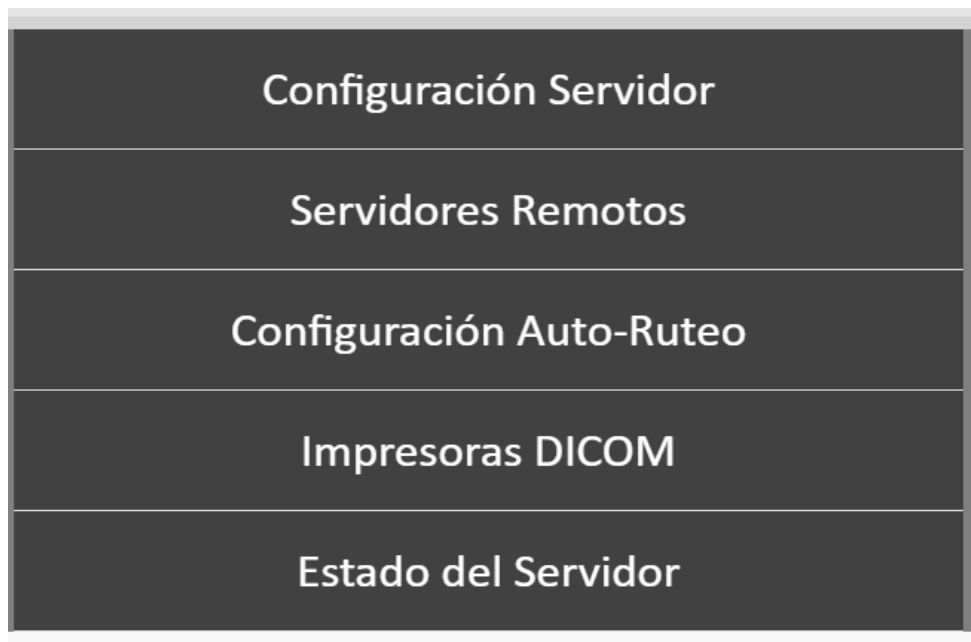 Configuración Servidor
Servidores Remotos
Configuración Auto-Ruteo
Impresoras DICOM
Estado del Servidor